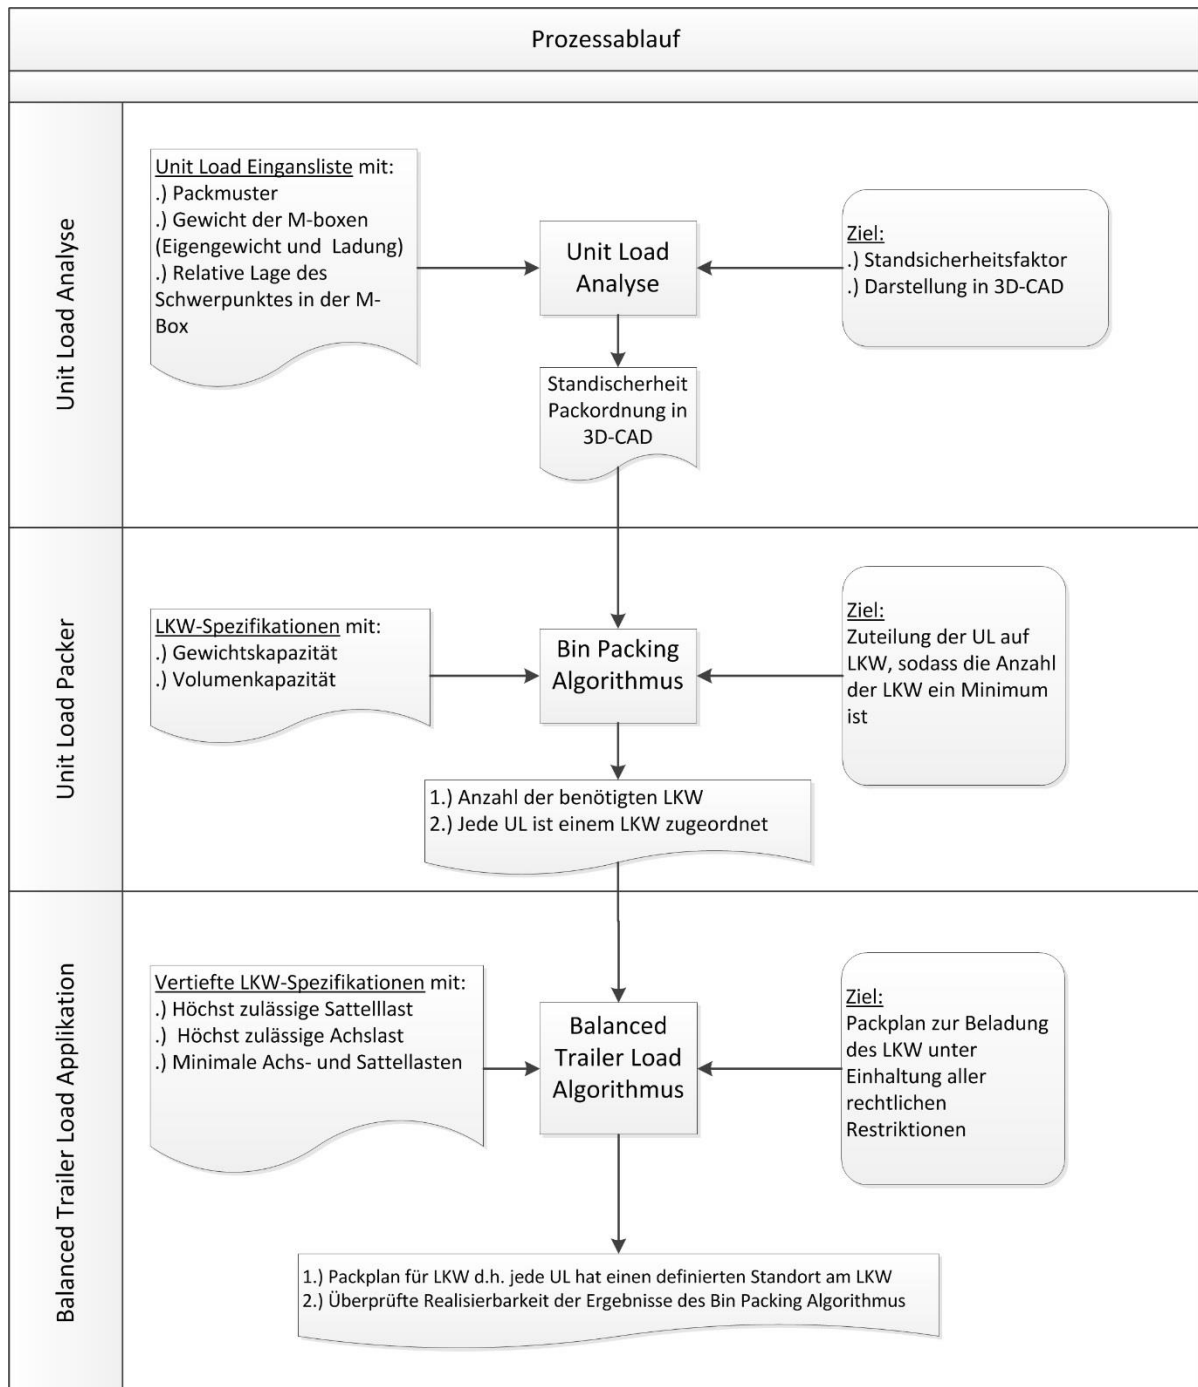 Prozessablauf
Unit Load Analyse
Unit Load Eingansliste mit:
.) Packmuster
.) Gewicht der M-boxen
(Eigengewicht und  Ladung)
.) Relative Lage des
Schwerpunktes in der M-
Box
Unit Load
Analyse
Ziel:
.) Standsicherheitsfaktor
.) Darstellung in 3D-CAD
Standischerheit
Packordnung in
3D-CAD
Unit Load Packer
LKW-Spezifikationen mit:
.) Gewichtskapazität
.) Volumenkapazität
Bin Packing
Algorithmus
Ziel:
Zuteilung der UL auf
LKW, sodass die Anzahl
der LKW ein Minimum
ist
1.) Anzahl der benötigten LKW
2.) Jede UL ist einem LKW zugeordnet
Balanced Trailer Load Applikation
Vertiefte LKW-Spezifikationen mit:
.) Höchst zulässige Sattelllast
.)  Höchst zulässige Achslast
.) Minimale Achs- und Sattellasten
Balanced
Trailer Load
Algorithmus
Ziel:
Packplan zur Beladung
des LKW unter
Einhaltung aller
rechtlichen
Restriktionen
1.) Packplan für LKW d.h. jede UL hat einen definierten Standort am LKW
2.) Überprüfte Realisierbarkeit der Ergebnisse des Bin Packing Algorithmus